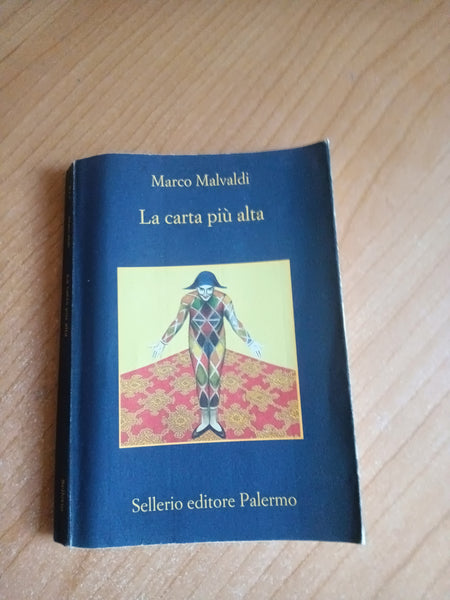 Marco Malvaldi
La carta più alta
Sellerio editore Palermo